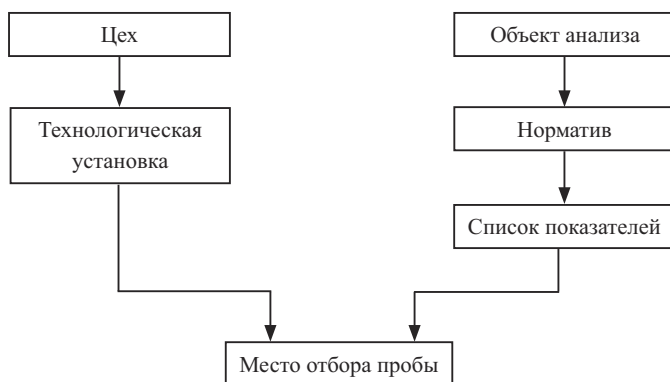 Цех
Объект анализа
Технологическая
установка
Норматив
Список показателей
Место отбора пробы